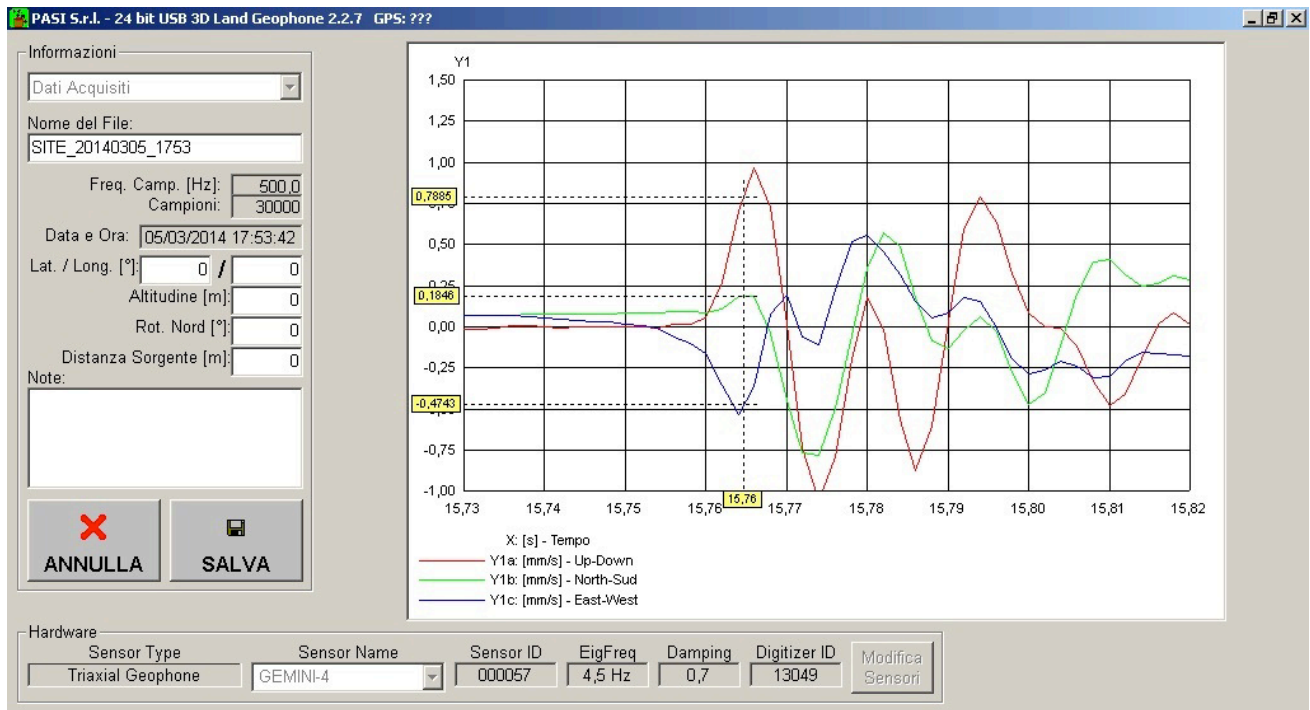 PASI S.r.l. - 24 bit USB 3D Land Geophone 2.2.7 GPS: ???
Informazioni
Dati Acquisiti
Nome del File:
SITE_20140305_1753
Freq. Camp. [Hz]: 500,0
Campioni: 30000
Data e Ora: 05/03/2014 17:53:42
Lat. / Long. [°]: 0 / 0
Altitudine [m]: 0
Rot. Nord [°]: 0
Distanza Sorgente [m]: 0
Note:
ANNULLA
SALVA
Y1
1,50
1,25
1,00
0,7885
0,50
0,1846
0,00
-0,25
-0,4743
-0,75
-1,00
15,76
15,73 15,74 15,75 15,76 15,77 15,78 15,79 15,80 15,81 15,82
X: [s] - Tempo
Y1a: [mm/s] - Up-Down
Y1b: [mm/s] - North-Sud
Y1c: [mm/s] - East-West
Hardware
Sensor Type Sensor Name Sensor ID EigFreq Damping Digitizer ID
Triaxial Geophone GEMINI-4 000057 4,5 Hz 0,7 13049
Modifica
Sensori